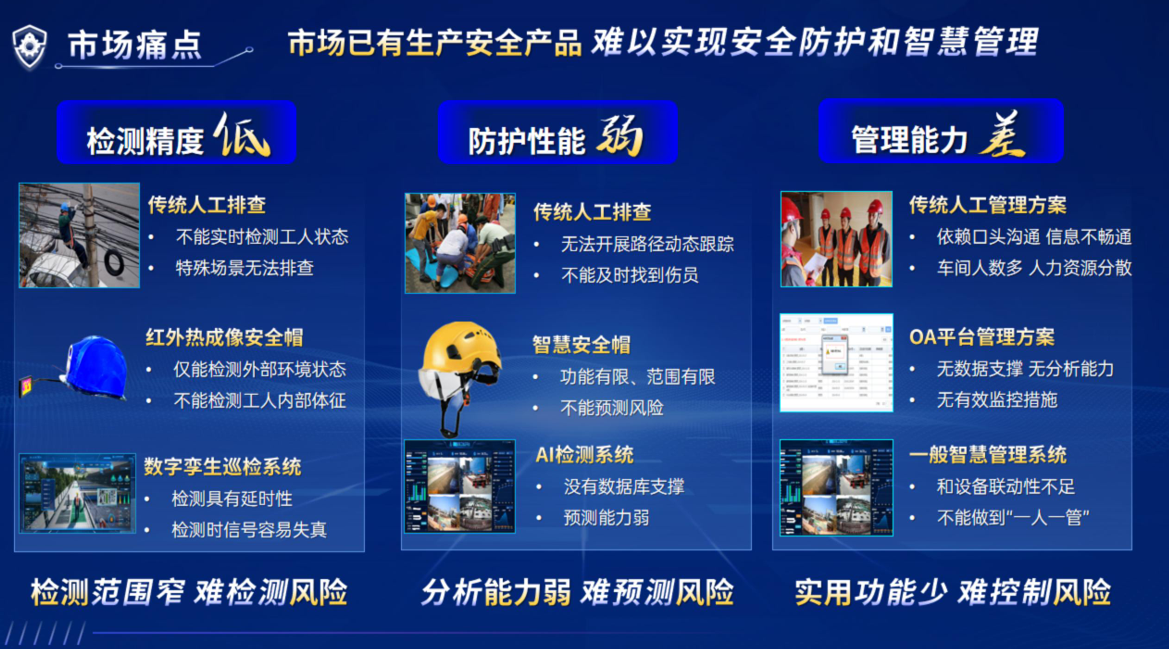 市场痛点
市场已有生产安全产品 难以实现安全防护和智慧管理
检测精度低
传统人工排查
• 不能实时检测工人状态
• 特殊场景无法排查
红外热成像安全帽
• 仅能检测外部环境状态
• 不能检测工人内部体征
数字孪生巡检系统
• 检测具有延时性
• 检测时信号容易失真
检测范围窄 难检测风险
防护性能弱
传统人工排查
• 无法开展路径动态跟踪
• 不能及时找到伤员
智慧安全帽
• 功能有限、范围有限
• 不能预测风险
AI检测系统
• 没有数据库支撑
• 预测能力弱
分析能力弱 难预测风险
管理能力差
传统人工管理方案
• 依赖口头沟通 信息不畅通
• 车间人数多 人力资源分散
OA平台管理方案
• 无数据支撑 无分析能力
• 无有效监控措施
一般智慧管理系统
• 和设备联动性不足
• 不能做到“一人一管”
实用功能少 难控制风险